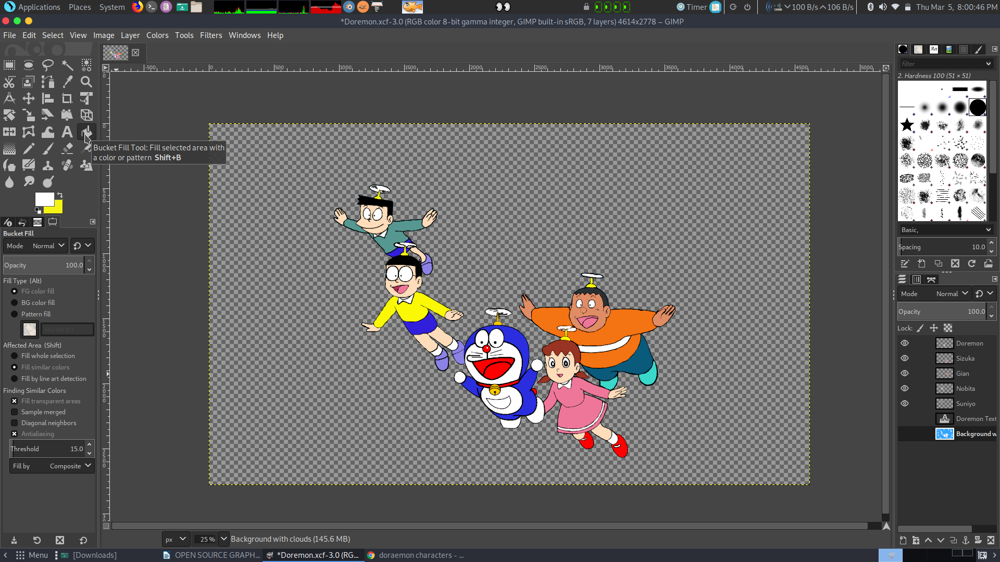 Applications Places System Timer 100 B/s 106 B/s Thu Mar 5, 8:00:46 PM
*Doremon.xcf-3.0 (RGB color 8-bit gamma integer, GIMP built-in sRGB, 7 layers) 4614x2778 – GIMP
File Edit Select View Image Layer Colors Tools Filters Windows Help
-500 0 500 1000 1500 2000 2500 3000 3500 4000 4500 5000
Bucket Fill Tool: Fill selected area with
a color or pattern Shift+B
Bucket Fill
Mode Normal
Opacity 100.0
Fill Type (Alt)
FG color fill
BG color fill
Pattern fill
Marble #3
Affected Area (Shift)
Fill whole selection
Fill similar colors
Fill by line art detection
Finding Similar Colors
Fill transparent areas
Sample merged
Diagonal neighbors
Antialiasing
Threshold 15.0
Fill by Composite
0
0
500
1000
1500
2000
2500
filter
2. Hardness 100 (51 × 51)
Basic,
Spacing 10.0
Mode Normal
Opacity 100.0
Lock:
Doremon
Sizuka
Gian
Nobita
Suniyo
Doremon Text
Background w
px 25 % Background with clouds (145.6 MB)
Menu [Downloads] OPEN SOURCE GRAPH... *Doremon.xcf-3.0 (RG... doraemon characters - ...